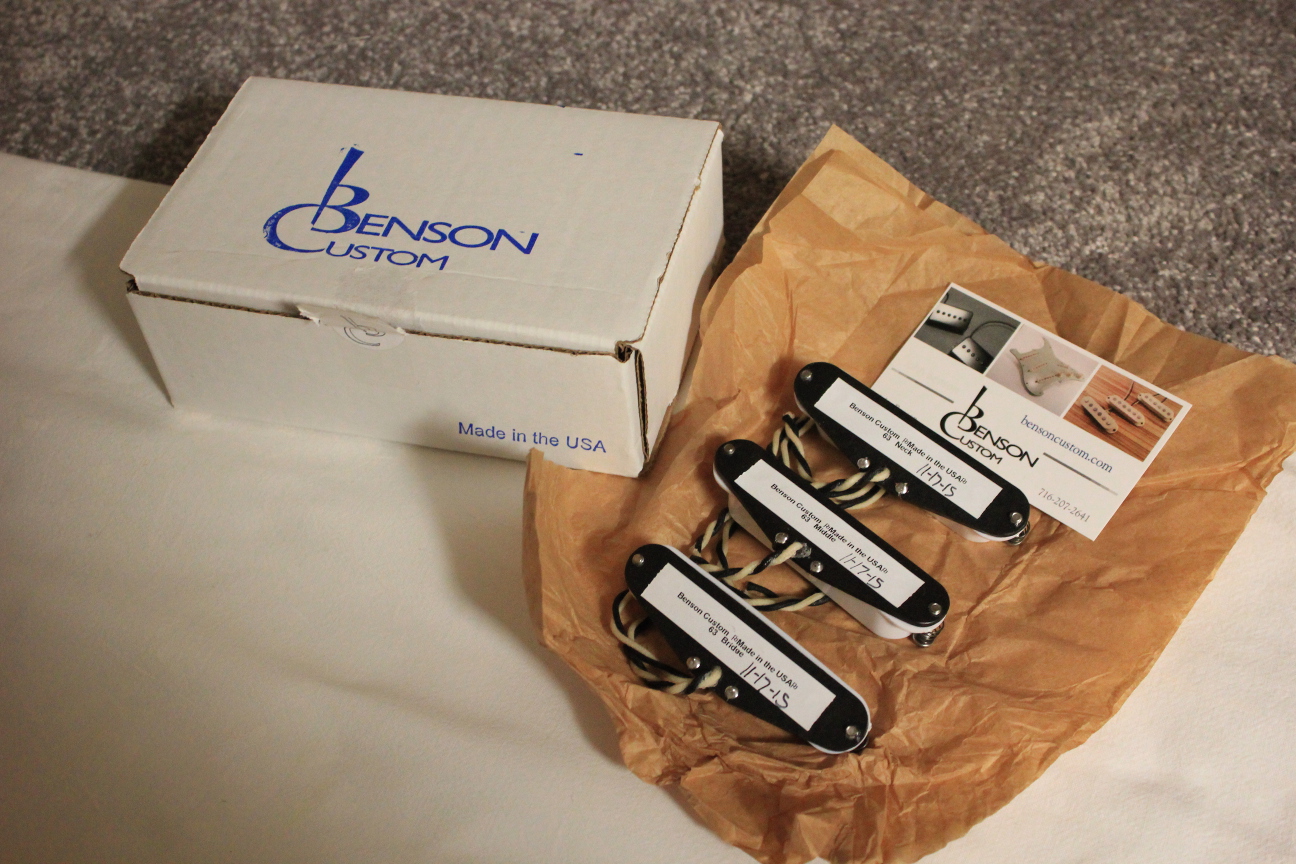 BENSON
CUSTOM
Made in the USA
BENSON
CUSTOM
bensoncustom.com
716-207-2641
Benson Custom Made in the USA
63 Neck
11-17-15
Benson Custom Made in the USA
63 Middle
11-17-15
Benson Custom Made in the USA
63 Bridge
11-17-15